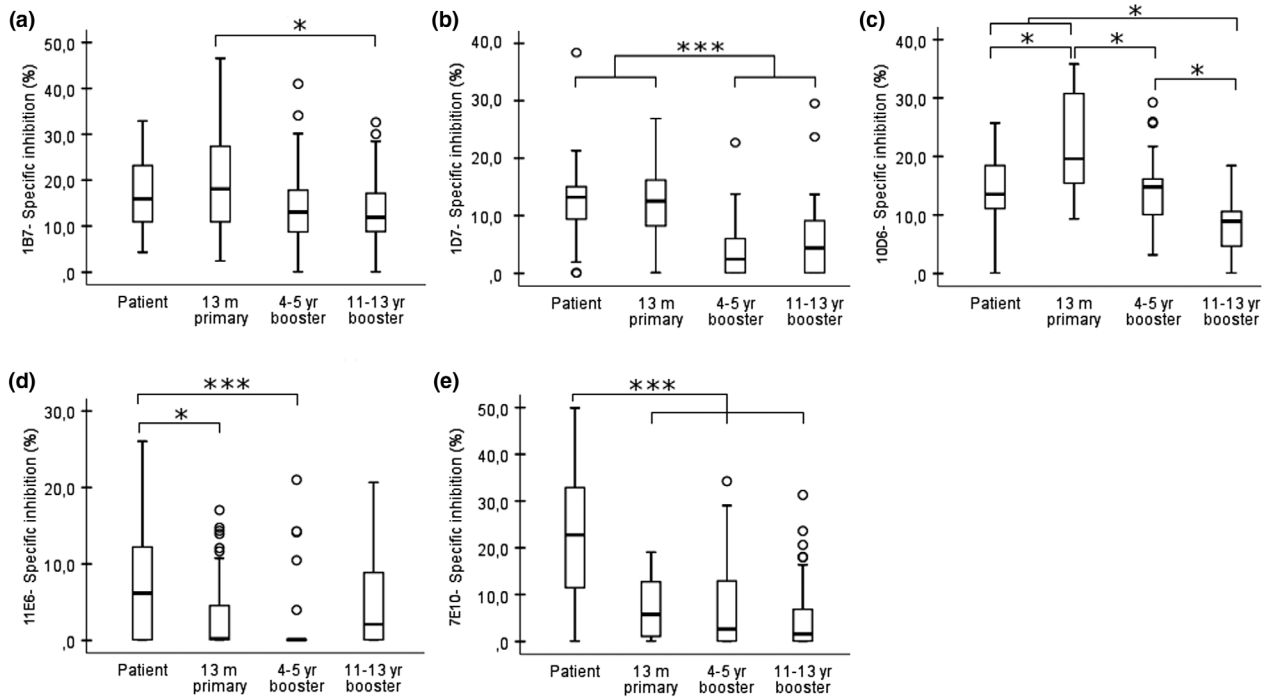 (a)
*
50,0
40,0
30,0
20,0
10,0
,0
1B7- Specific inhibition (%)
Patient
13 m primary
4-5 yr booster
11-13 yr booster
(b)
***
40,0
30,0
20,0
10,0
,0
1D7- Specific inhibition (%)
Patient
13 m primary
4-5 yr booster
11-13 yr booster
(c)
*
*
*
*
40,0
30,0
20,0
10,0
,0
10D6- Specific inhibition (%)
Patient
13 m primary
4-5 yr booster
11-13 yr booster
(d)
***
*
30,0
20,0
10,0
,0
11E6- Specific inhibition (%)
Patient
13 m primary
4-5 yr booster
11-13 yr booster
(e)
***
50,0
40,0
30,0
20,0
10,0
,0
7E10- Specific inhibition (%)
Patient
13 m primary
4-5 yr booster
11-13 yr booster